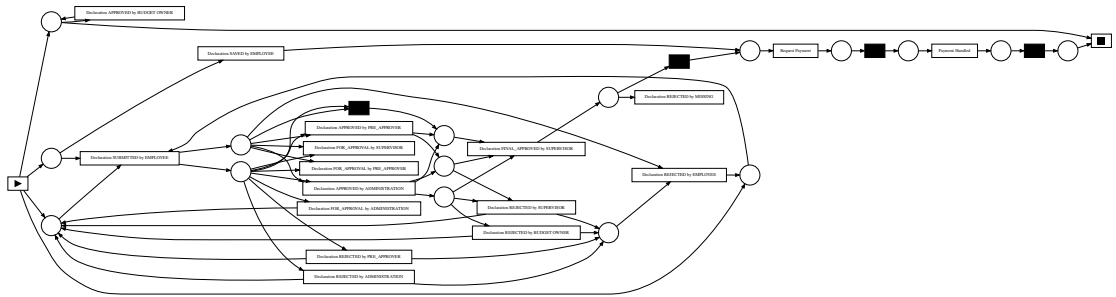 Declaration APPROVED by BUDGET OWNER
Declaration SAVED by EMPLOYEE
Request Payment
Payment Handled
Declaration REJECTED by MISSING
Declaration APPROVED by PRE_APPROVER
Declaration FOR_APPROVAL by SUPERVISOR
Declaration FINAL_APPROVED by SUPERVISOR
Declaration SUBMITTED by EMPLOYEE
Declaration FOR_APPROVAL by PRE_APPROVER
Declaration REJECTED by EMPLOYEE
Declaration APPROVED by ADMINISTRATION
Declaration FOR_APPROVAL by ADMINISTRATION
Declaration REJECTED by SUPERVISOR
Declaration REJECTED by BUDGET OWNER
Declaration REJECTED by PRE_APPROVER
Declaration REJECTED by ADMINISTRATION